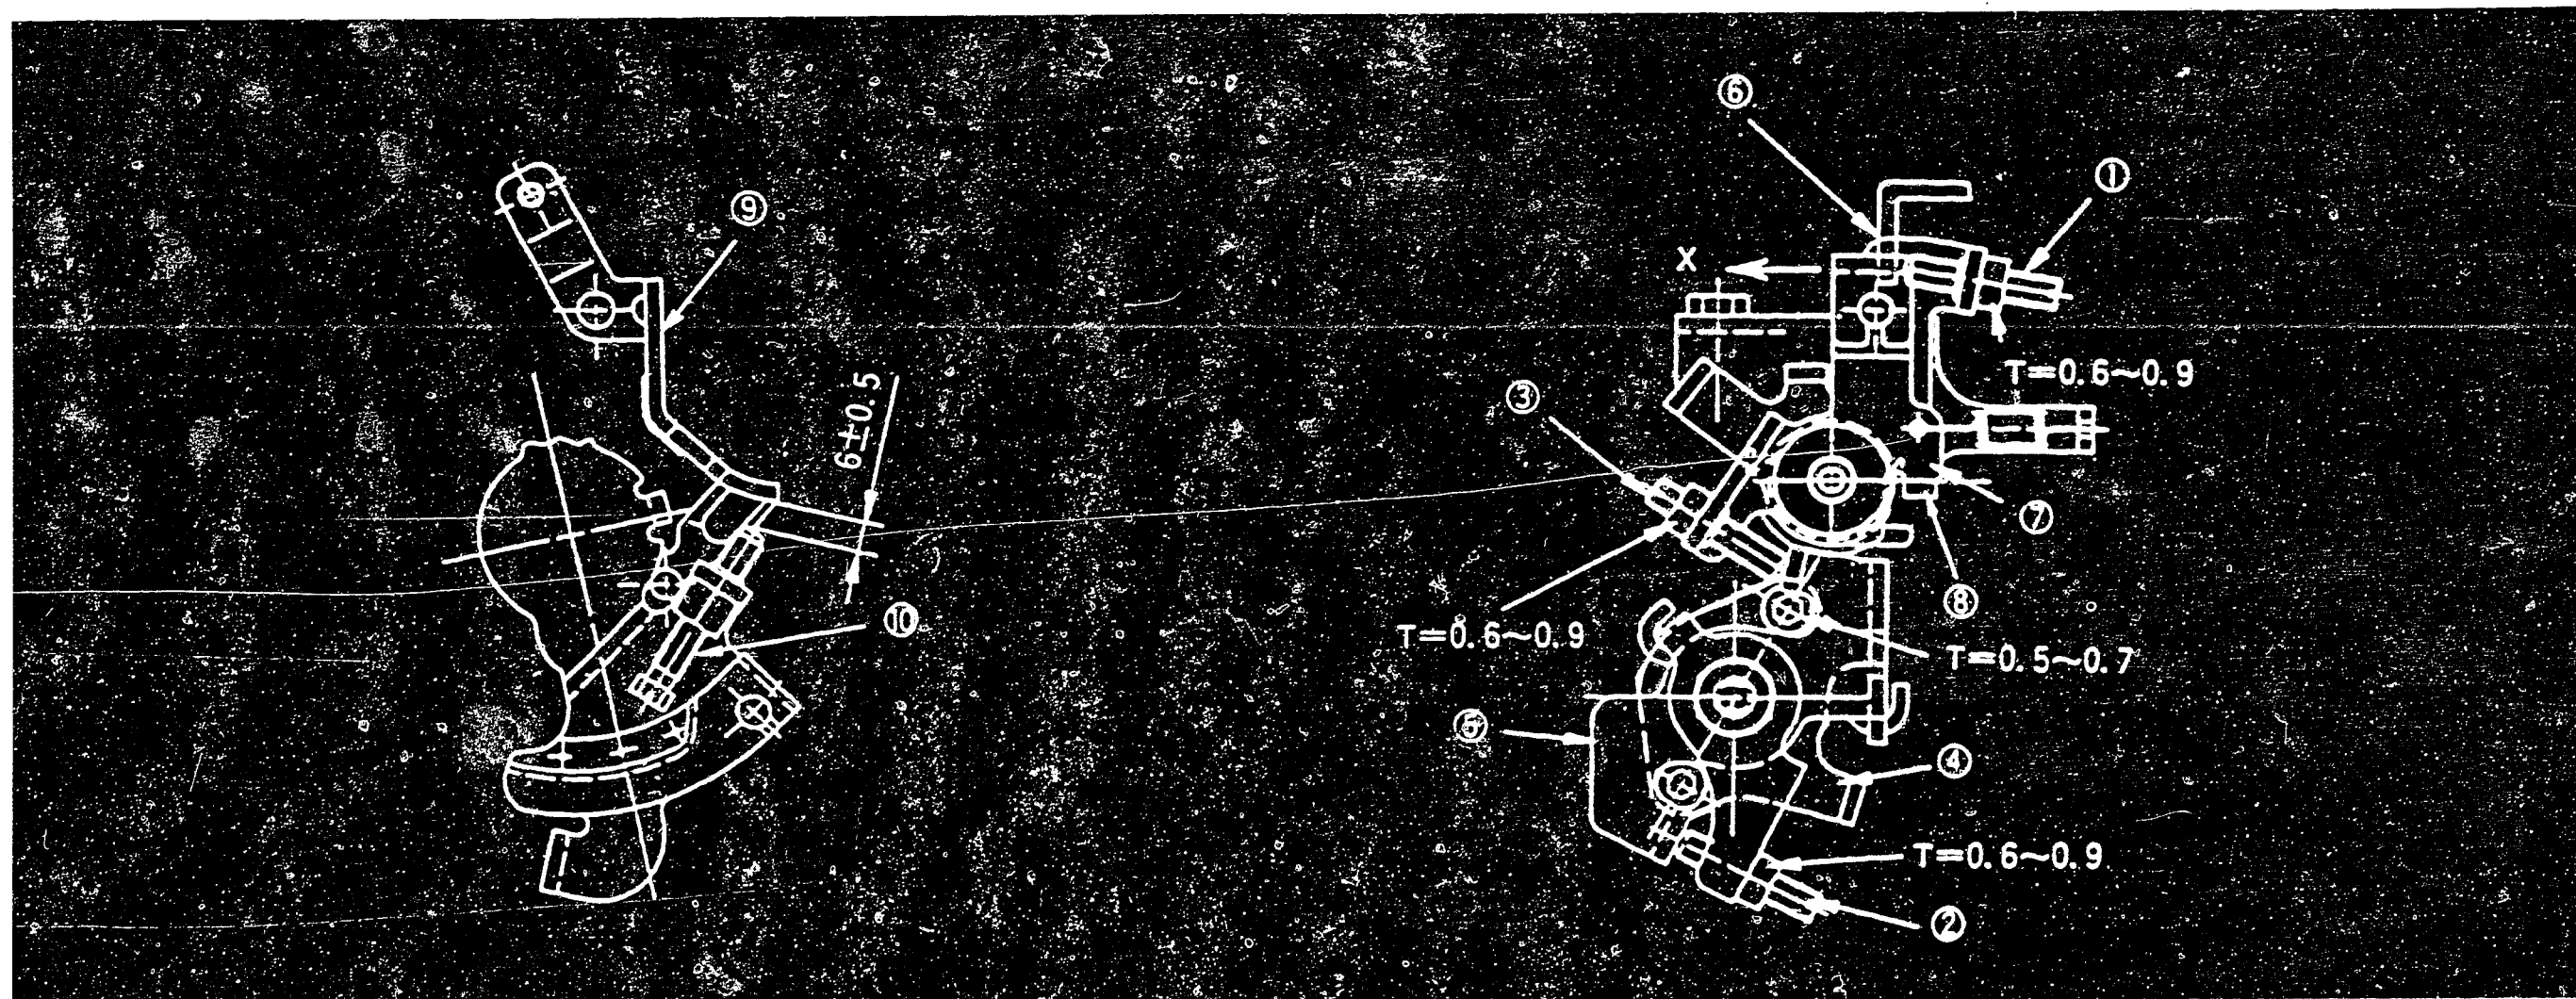 ⑨
6±0.5
⑩
⑥
①
X
T=0.6~0.9
③
⑦
⑧
T=0.6~0.9
T=0.5~0.7
⑤
④
T=0.6~0.9
②